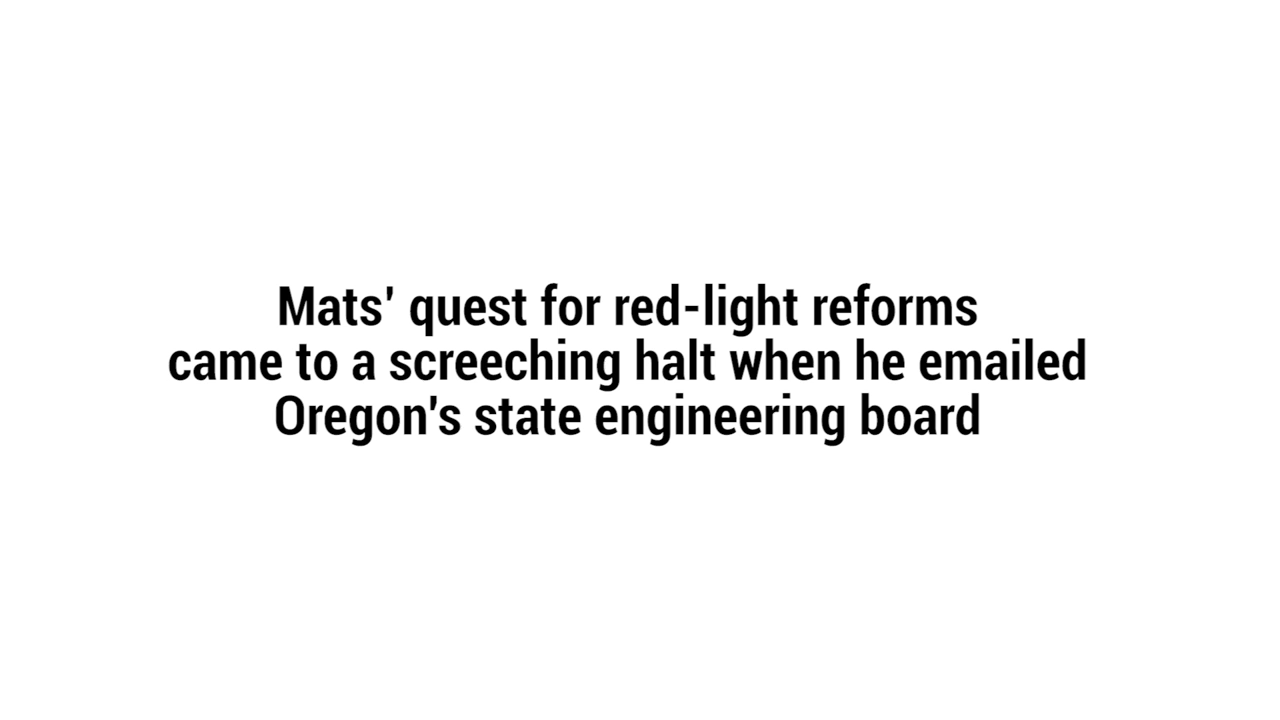 Mats' quest for red-light reforms
came to a screeching halt when he emailed
Oregon's state engineering board